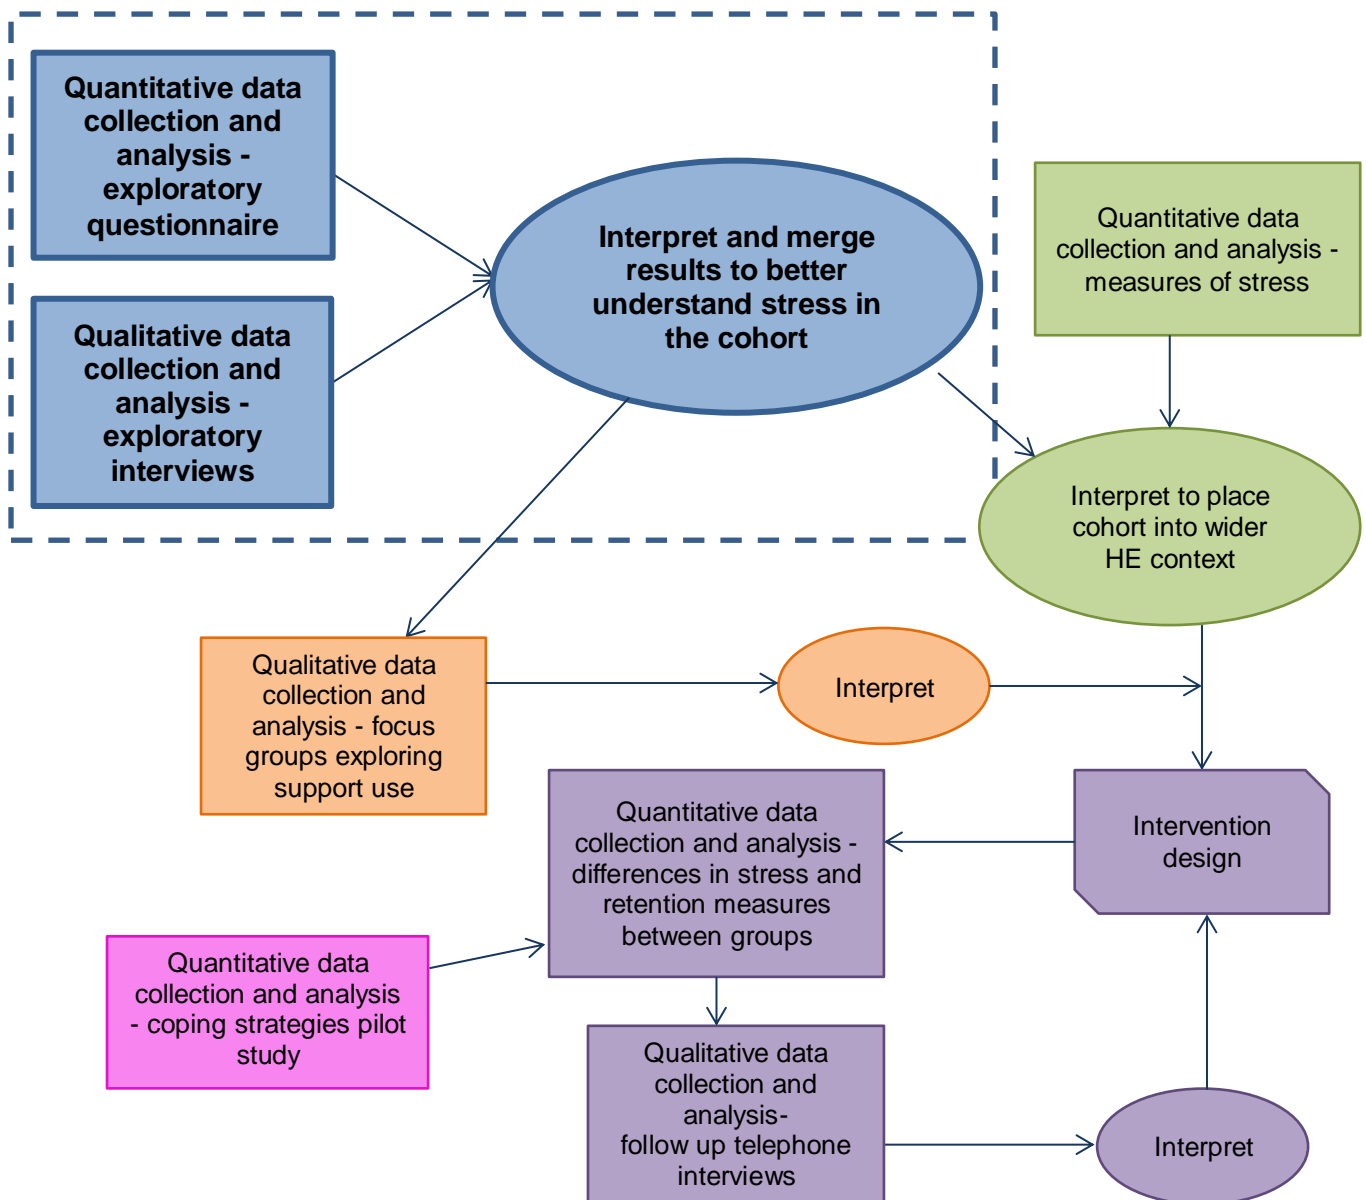 Quantitative data
collection and
analysis -
exploratory
questionnaire
Qualitative data
collection and
analysis -
exploratory
interviews
Interpret and merge
results to better
understand stress in
the cohort
Quantitative data
collection and analysis -
measures of stress
Interpret to place
cohort into wider
HE context
Qualitative data
collection and
analysis - focus
groups exploring
support use
Interpret
Quantitative data
collection and analysis -
differences in stress and
retention measures
between groups
Intervention
design
Quantitative data
collection and analysis
- coping strategies pilot
study
Qualitative data
collection and
analysis-
follow up telephone
interviews
Interpret